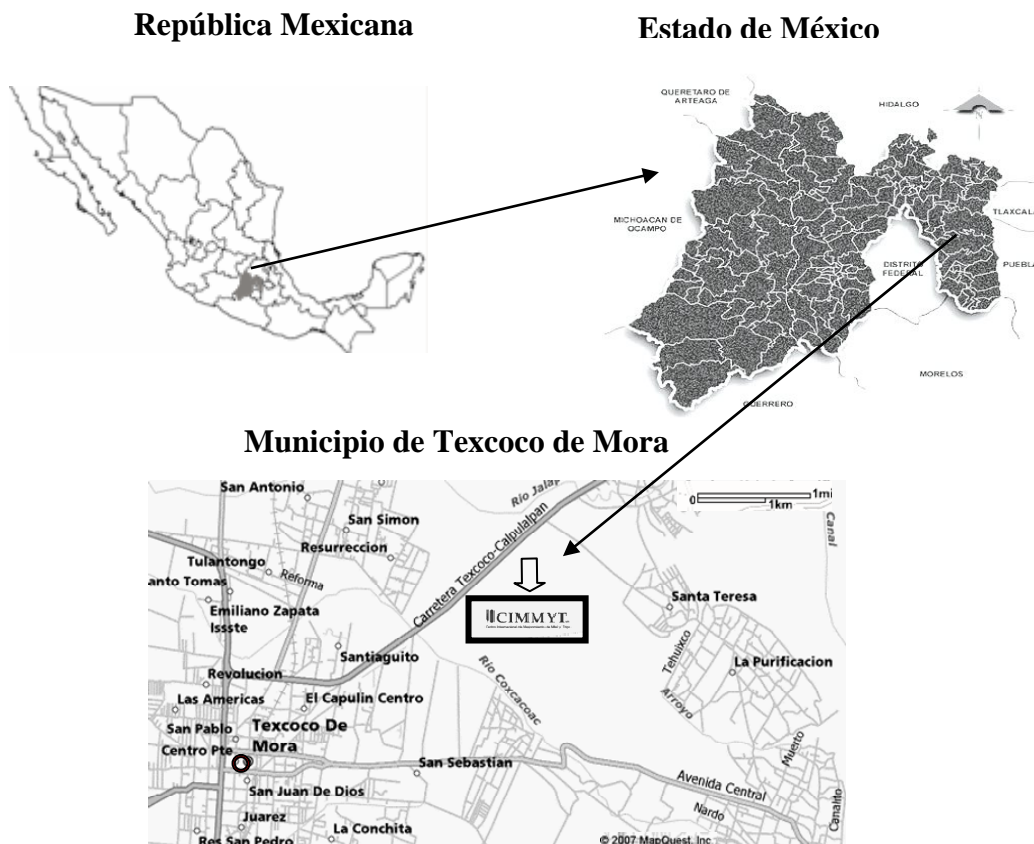 República Mexicana
Estado de México
QUERETARO DE
ARTEAGA
HIDALGO
N
TLAXCALA
MICHOACAN DE
OCAMPO
DISTRITO
FEDERAL
PUEBLA
MORELOS
GUERRERO
Municipio de Texcoco de Mora
San Antonio
Rio Jalap
0
1mi
1km
San Simon
Canal
Resurreccion
Carretera Texcoco-Calpulalpan
Tulantongo
Reforma
anto Tomas
CIMMYT
Santa Teresa
Emiliano Zapata
Issste
Tehuixco
Santiaguito
La Purificacion
Rio Coxcacoac
Revolucion
Arroyo
Las Americas
El Capulin Centro
San Pablo
Texcoco De
Mora
Muerto
Centro Pte
San Sebastian
Avenida Central
San Juan De Dios
Nardo
Canalito
Juarez
La Conchita
Res San Pedro
© 2007 MapQuest, Inc